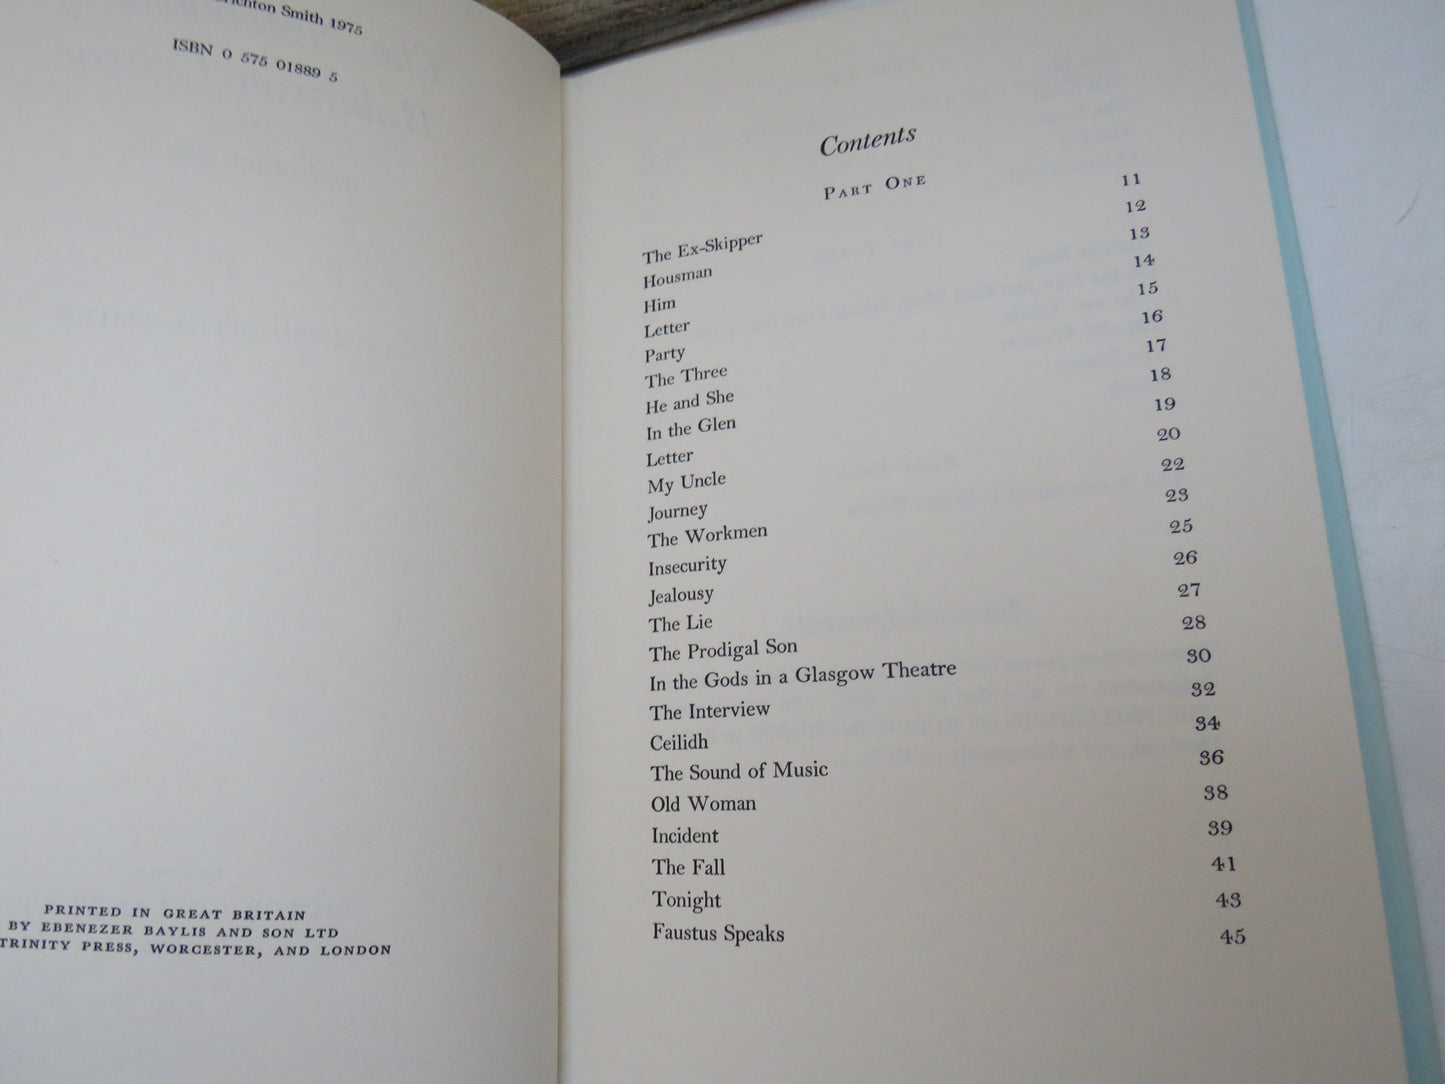 Smith 1975
ISBN 0 575 01889 5
PRINTED IN GREAT BRITAIN
BY EBENEZER BAYLIS AND SON LTD
TRINITY PRESS, WORCESTER, AND LONDON
Contents
PART ONE
The Ex-Skipper 11
Housman 12
Him 13
Letter 14
Party 15
The Three 16
He and She 17
In the Glen 18
Letter 19
My Uncle 20
Journey 22
The Workmen 23
Insecurity 25
Jealousy 26
The Lie 27
The Prodigal Son 28
In the Gods in a Glasgow Theatre 30
The Interview 32
Ceilidh 34
The Sound of Music 36
Old Woman 38
Incident 39
The Fall 41
Tonight 43
Faustus Speaks 45